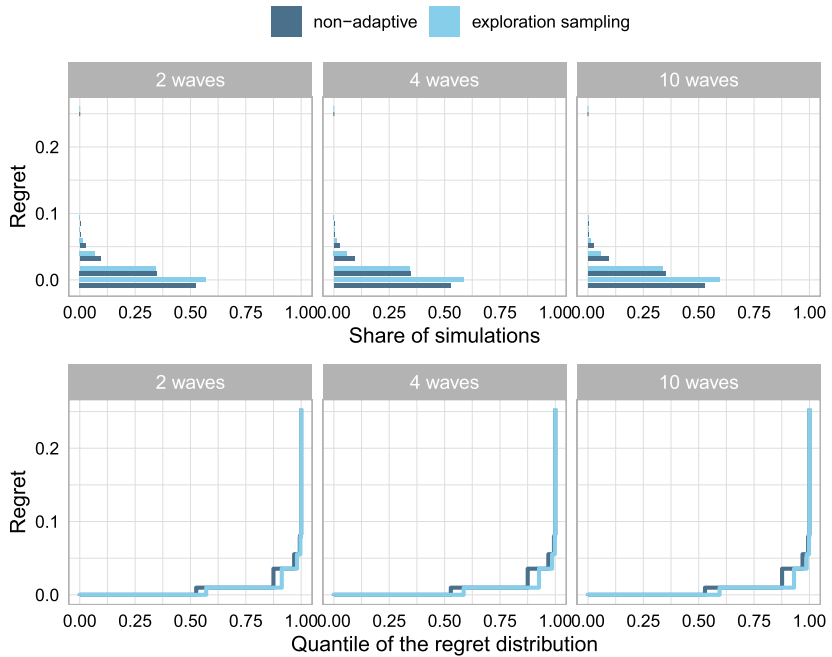 non−adaptive exploration sampling
2 waves 4 waves 10 waves
Regret
0.2
0.1
0.0
0.00 0.25 0.50 0.75 1.00 0.00 0.25 0.50 0.75 1.00 0.00 0.25 0.50 0.75 1.00
Share of simulations
2 waves 4 waves 10 waves
Regret
0.2
0.1
0.0
0.00 0.25 0.50 0.75 1.00 0.00 0.25 0.50 0.75 1.00 0.00 0.25 0.50 0.75 1.00
Quantile of the regret distribution